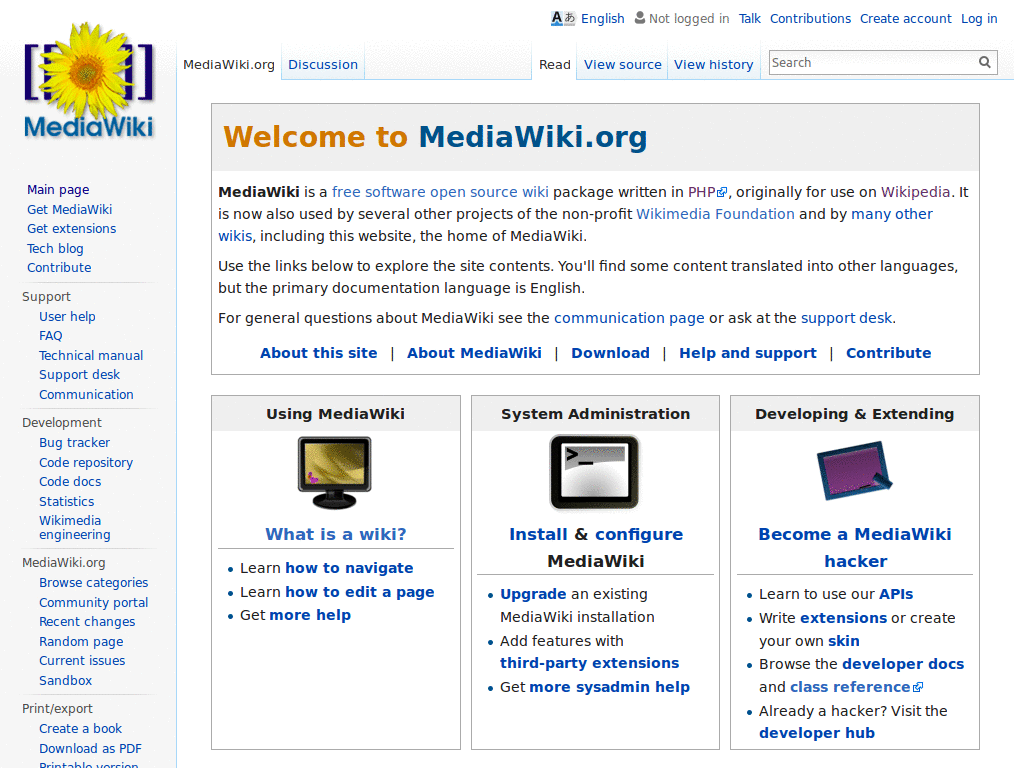 English Not logged in Talk Contributions Create account Log in
MediaWiki.org Discussion Read View source View history Search
MediaWiki
Main page
Get MediaWiki
Get extensions
Tech blog
Contribute
Support
User help
FAQ
Technical manual
Support desk
Communication
Development
Bug tracker
Code repository
Code docs
Statistics
Wikimedia
engineering
MediaWiki.org
Browse categories
Community portal
Recent changes
Random page
Current issues
Sandbox
Print/export
Create a book
Download as PDF
Printable version
Welcome to MediaWiki.org
MediaWiki is a free software open source wiki package written in PHP, originally for use on Wikipedia. It
is now also used by several other projects of the non-profit Wikimedia Foundation and by many other
wikis, including this website, the home of MediaWiki.
Use the links below to explore the site contents. You'll find some content translated into other languages,
but the primary documentation language is English.
For general questions about MediaWiki see the communication page or ask at the support desk.
About this site | About MediaWiki | Download | Help and support | Contribute
Using MediaWiki
What is a wiki?
• Learn how to navigate
• Learn how to edit a page
• Get more help
System Administration
Install & configure
MediaWiki
• Upgrade an existing
MediaWiki installation
• Add features with
third-party extensions
• Get more sysadmin help
Developing & Extending
Become a MediaWiki
hacker
• Learn to use our APIs
• Write extensions or create
your own skin
• Browse the developer docs
and class reference
• Already a hacker? Visit the
developer hub